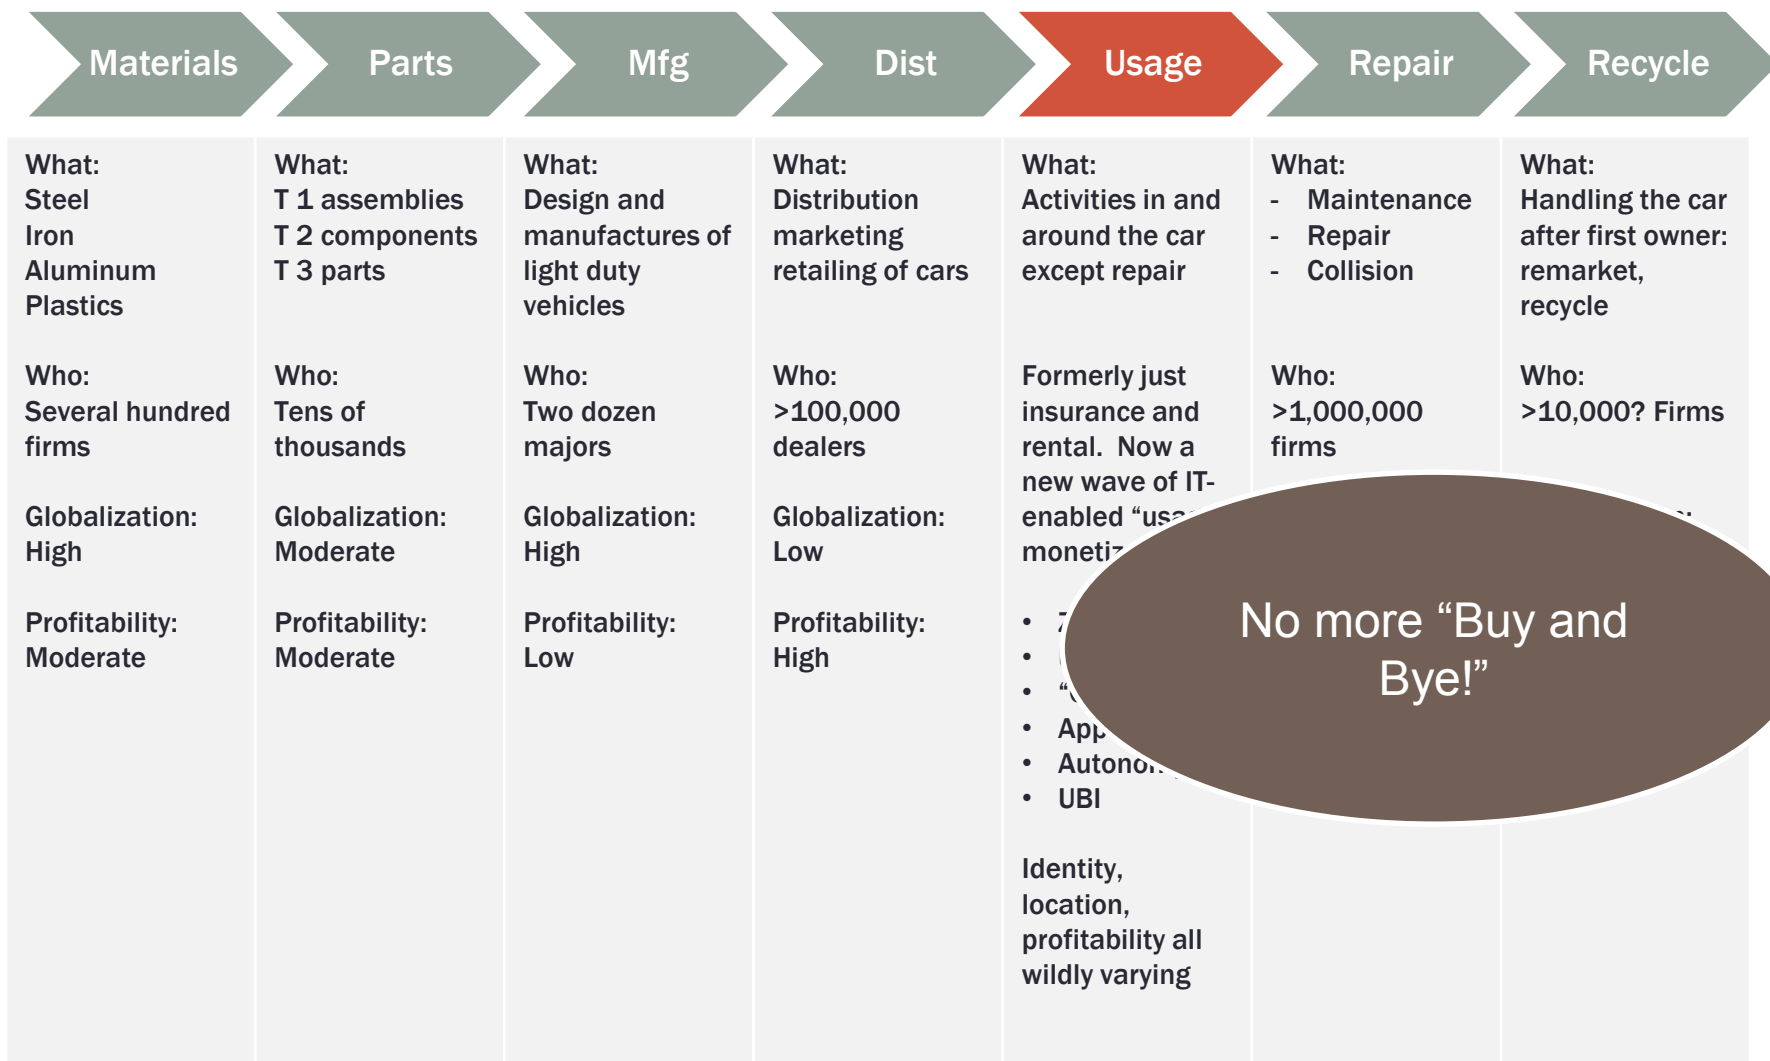 Materials
Parts
Mfg
Dist
Usage
Repair
Recycle
What:
Steel
Iron
Aluminum
Plastics
Who:
Several hundred
firms
Globalization:
High
Profitability:
Moderate
What:
T 1 assemblies
T 2 components
T 3 parts
Who:
Tens of
thousands
Globalization:
Moderate
Profitability:
Moderate
What:
Design and
manufactures of
light duty
vehicles
Who:
Two dozen
majors
Globalization:
High
Profitability:
Low
What:
Distribution
marketing
retailing of cars
Who:
>100,000
dealers
Globalization:
Low
Profitability:
High
What:
Activities in and
around the car
except repair
Formerly just
insurance and
rental. Now a
new wave of IT-
enabled
• UBI
Identity,
location,
profitability all
wildly varying
What:
- Maintenance
- Repair
- Collision
Who:
>1,000,000
firms
What:
Handling the car
after first owner:
remarket,
recycle
Who:
>10,000? Firms
No more “Buy and
Bye!”